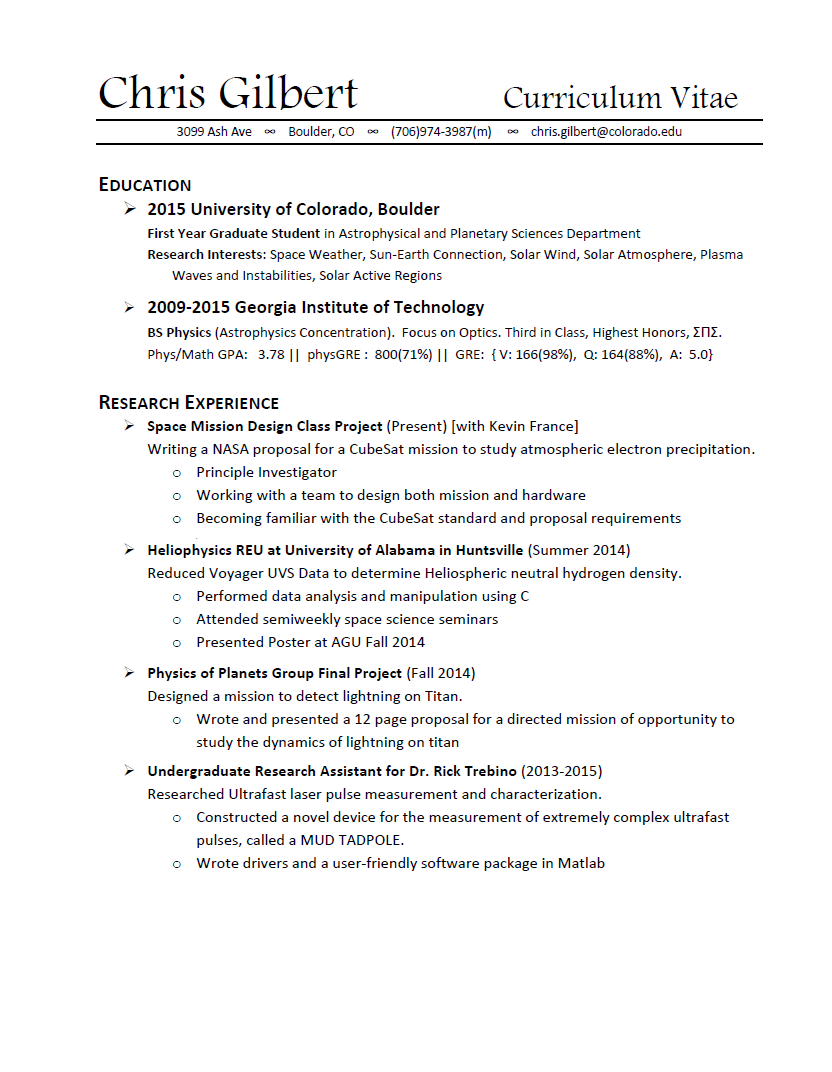 Chris Gilbert Curriculum Vitae
3099 Ash Ave ∞ Boulder, CO ∞ (706)974-3987(m) ∞ chris.gilbert@colorado.edu
EDUCATION
➢ 2015 University of Colorado, Boulder
First Year Graduate Student in Astrophysical and Planetary Sciences Department
Research Interests: Space Weather, Sun-Earth Connection, Solar Wind, Solar Atmosphere, Plasma
Waves and Instabilities, Solar Active Regions
➢ 2009-2015 Georgia Institute of Technology
BS Physics (Astrophysics Concentration). Focus on Optics. Third in Class, Highest Honors, ΣΠΣ.
Phys/Math GPA: 3.78 || physGRE : 800(71%) || GRE: { V: 166(98%), Q: 164(88%), A: 5.0}
RESEARCH EXPERIENCE
➢ Space Mission Design Class Project (Present) [with Kevin France]
Writing a NASA proposal for a CubeSat mission to study atmospheric electron precipitation.
o Principle Investigator
o Working with a team to design both mission and hardware
o Becoming familiar with the CubeSat standard and proposal requirements
➢ Heliophysics REU at University of Alabama in Huntsville (Summer 2014)
Reduced Voyager UVS Data to determine Heliospheric neutral hydrogen density.
o Performed data analysis and manipulation using C
o Attended semiweekly space science seminars
o Presented Poster at AGU Fall 2014
➢ Physics of Planets Group Final Project (Fall 2014)
Designed a mission to detect lightning on Titan.
o Wrote and presented a 12 page proposal for a directed mission of opportunity to
study the dynamics of lightning on titan
➢ Undergraduate Research Assistant for Dr. Rick Trebino (2013-2015)
Researched Ultrafast laser pulse measurement and characterization.
o Constructed a novel device for the measurement of extremely complex ultrafast
pulses, called a MUD TADPOLE.
o Wrote drivers and a user-friendly software package in Matlab